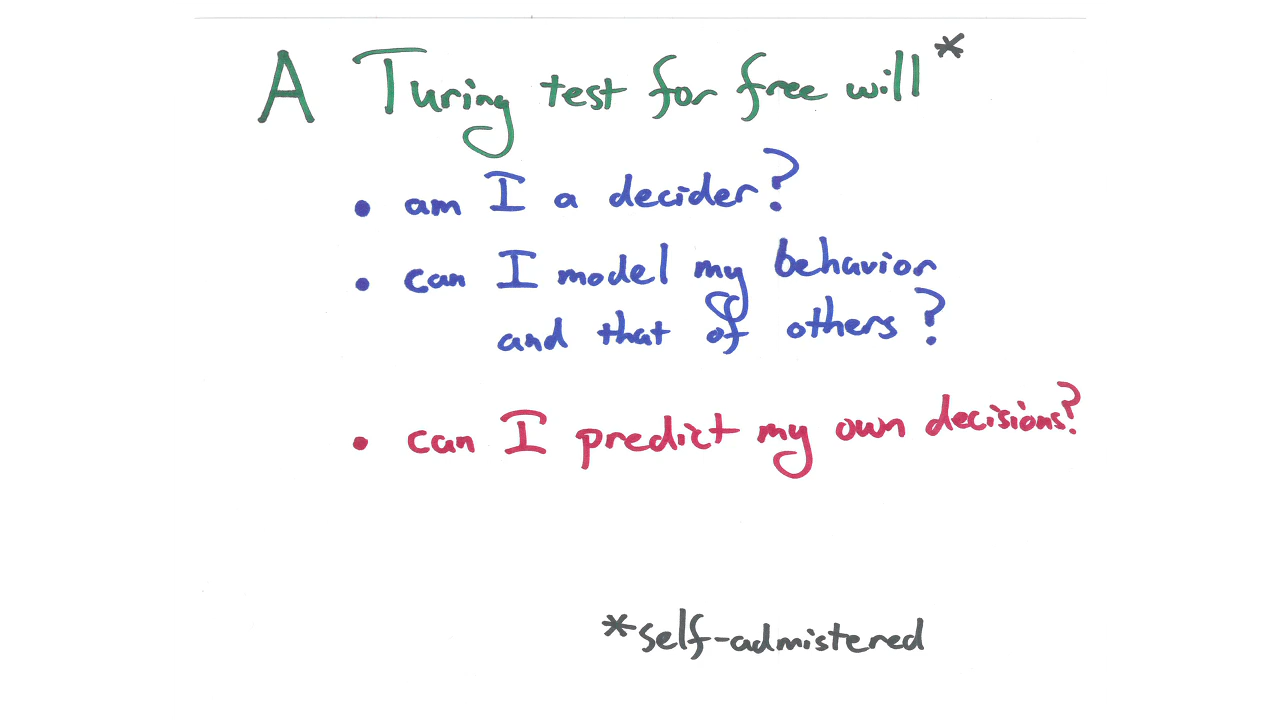 A Turing test for free will*
• am I a decider?
• can I model my behavior
and that of others?
• can I predict my own decisions?
*self-admistered